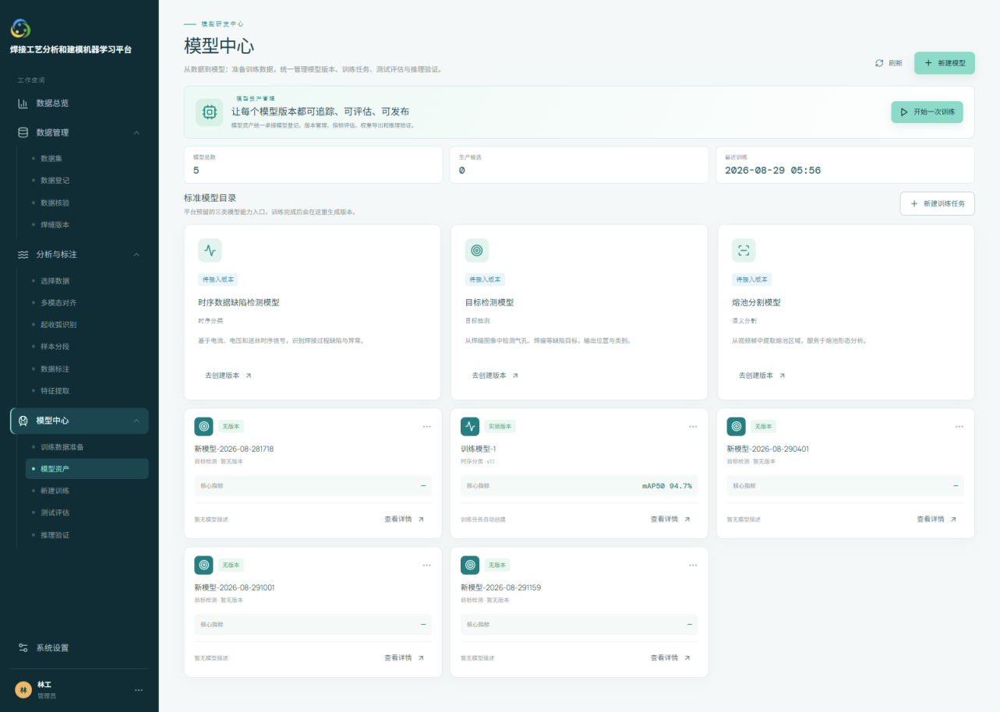 焊接工艺分析和建模机器学习平台
工作空间
数据总览
数据管理
数据集
数据登记
数据核验
焊缝版本
分析与标注
选择数据
多模态对齐
起收弧识别
样本分段
数据标注
特征提取
模型中心
训练数据准备
模型资产
新建训练
测试评估
推理验证
系统设置
林
林工
管理员
模型研发中心
模型中心
从数据到模型：准备训练数据，统一管理模型版本、训练任务、测试评估与推理验证。
刷新
新建模型
模型资产管理
让每个模型版本都可追踪、可评估、可发布
模型资产统一承接模型登记、版本管理、指标评估、权重导出和推理验证。
开始一次训练
模型总数
5
生产候选
0
最近训练
2026-08-29 05:56
标准模型目录
平台预留的三类模型能力入口，训练完成后会在这里生成版本。
新建训练任务
待接入版本
时序数据缺陷检测模型
时序分类
基于电流、电压和送丝时序信号，识别焊接过程缺陷与异常。
去创建版本
待接入版本
目标检测模型
目标检测
从焊缝图像中检测气孔、焊瘤等缺陷目标，输出位置与类别。
去创建版本
待接入版本
熔池分割模型
语义分割
从视频帧中提取熔池区域，服务于熔池形态分析。
去创建版本
无版本
新模型-2026-08-281718
目标检测 · 暂无版本
核心指标 —
暂无模型描述 查看详情
实验版本
训练模型-1
时序分类 · v1.1
核心指标 mAP50 94.7%
训练任务自动创建 查看详情
无版本
新模型-2026-08-290401
目标检测 · 暂无版本
核心指标 —
暂无模型描述 查看详情
无版本
新模型-2026-08-291001
目标检测 · 暂无版本
核心指标 —
暂无模型描述 查看详情
无版本
新模型-2026-08-291159
目标检测 · 暂无版本
核心指标 —
暂无模型描述 查看详情